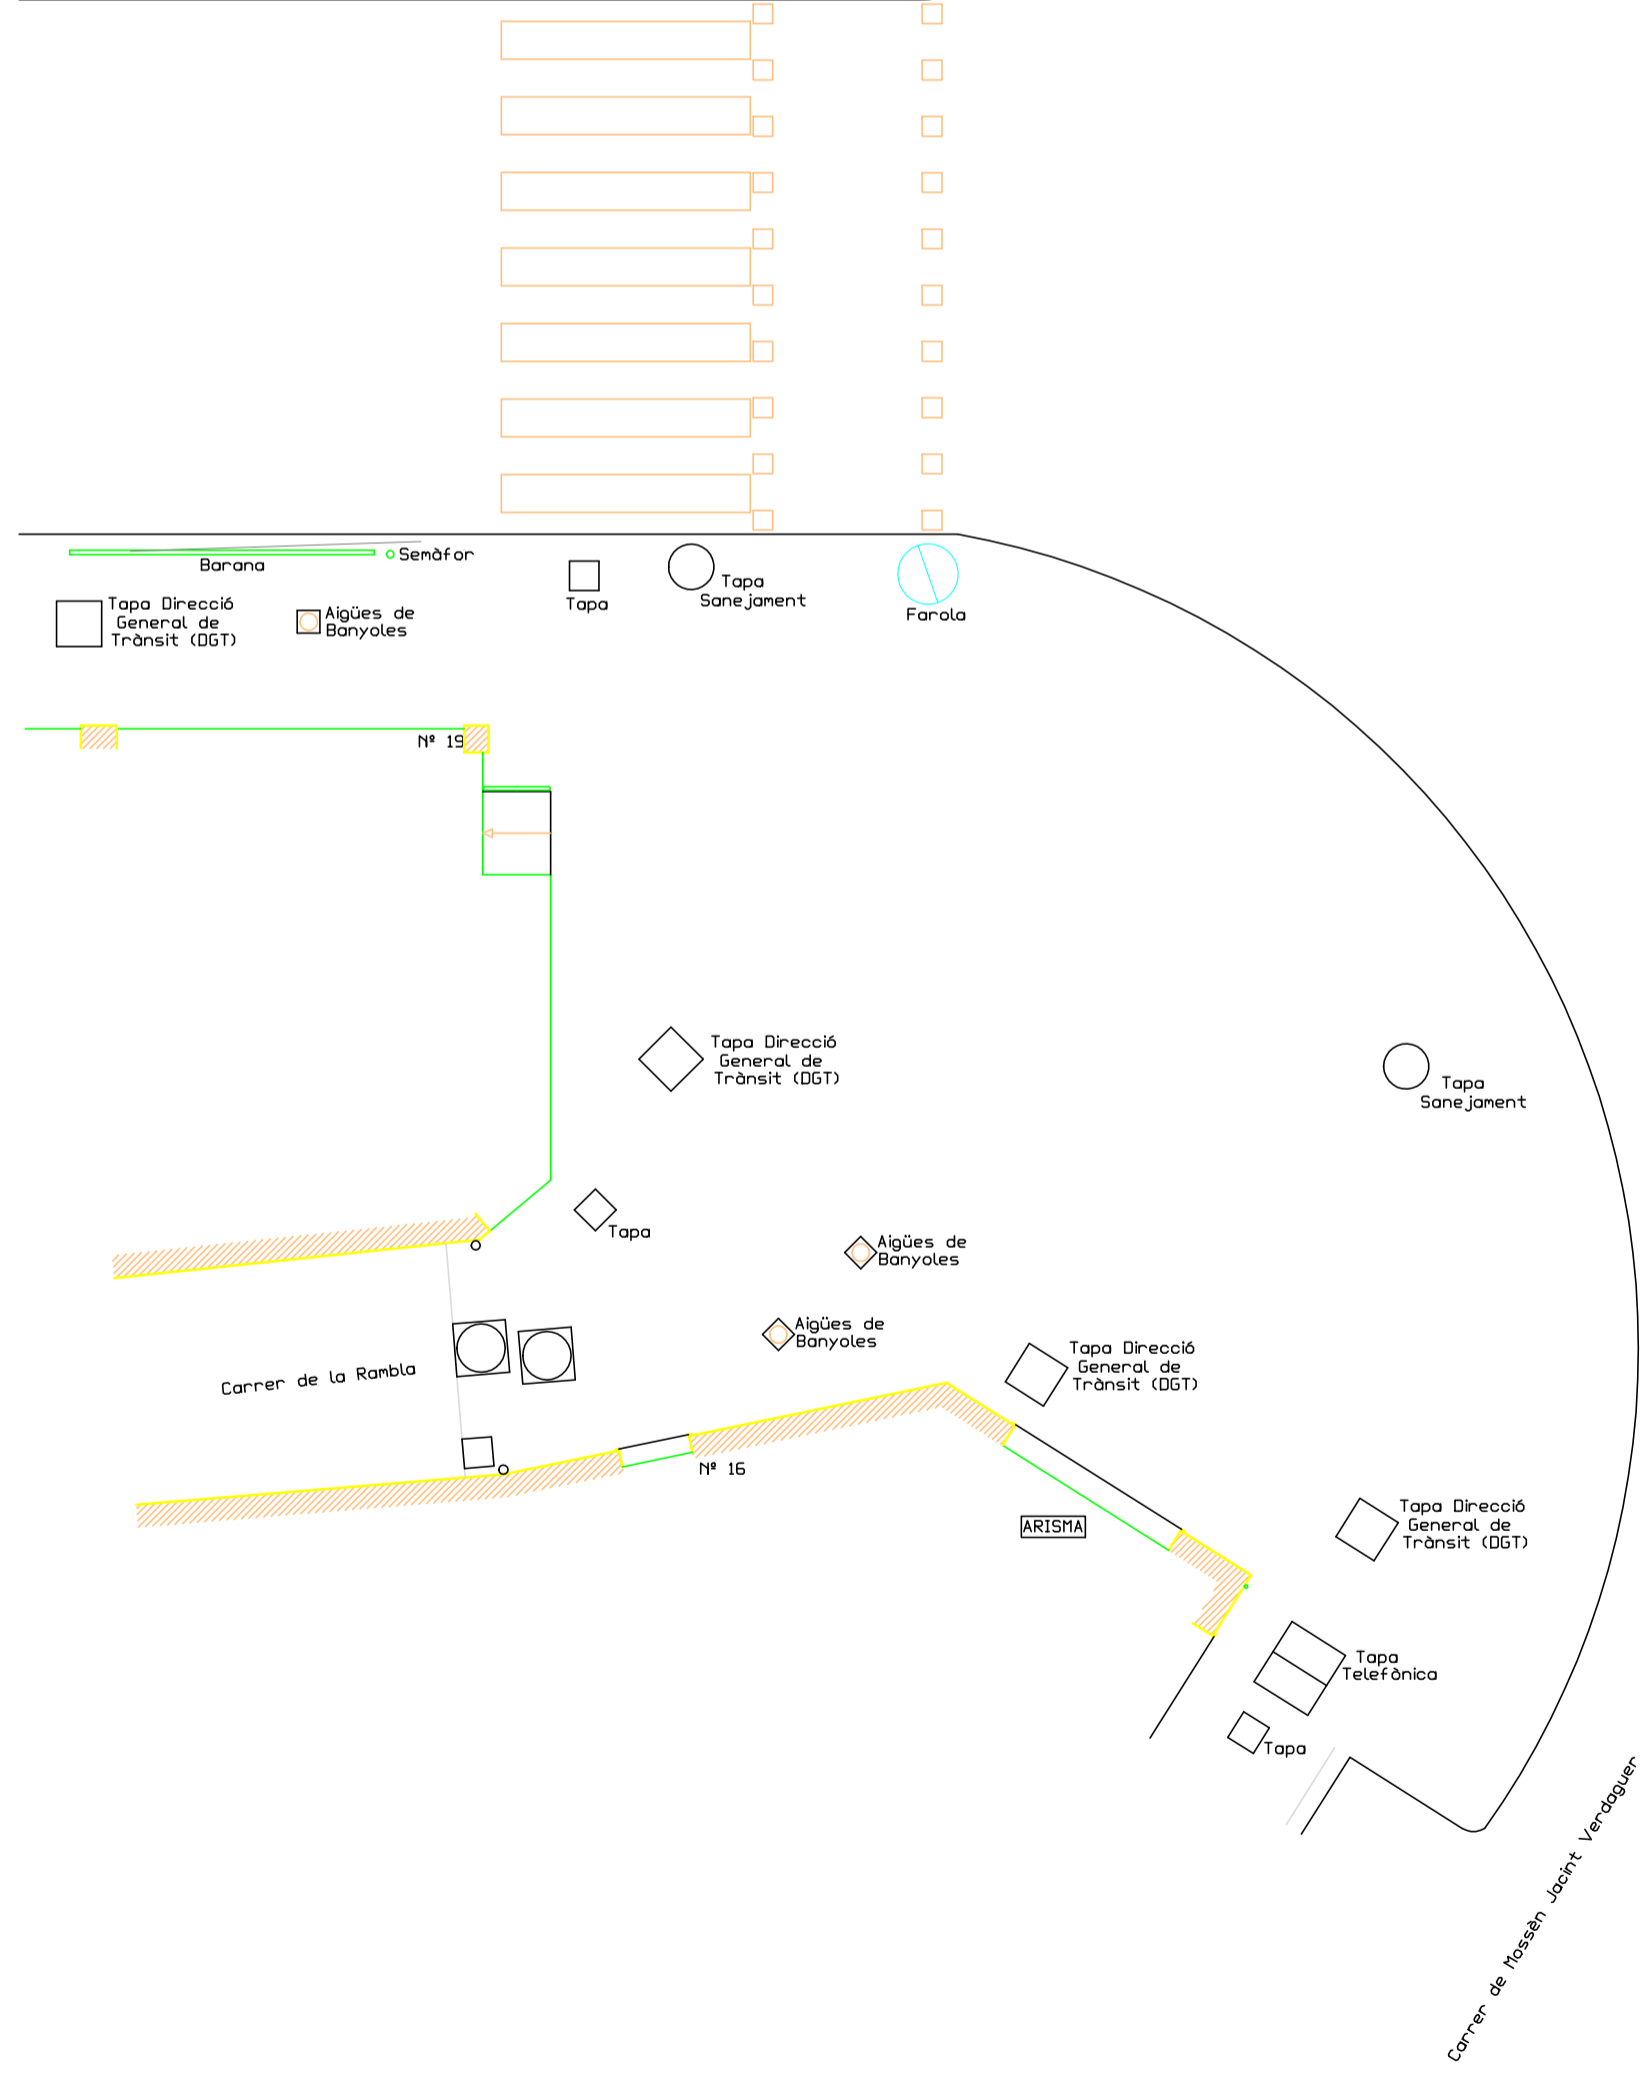 Semàfor
Barana
Tapa Direcció
General de
Trànsit (DGT)
Aigües de
Banyoles
Tapa
Tapa
Sanejament
Farola
Nº 19
Tapa Direcció
General de
Trànsit (DGT)
Tapa
Sanejament
Tapa
Aigües de
Banyoles
Aigües de
Banyoles
Tapa Direcció
General de
Trànsit (DGT)
Carrer de la Rambla
Nº 16
ARISMA
Tapa Direcció
General de
Trànsit (DGT)
Tapa
Telefònica
Tapa
Carrer de Mossèn Jacint Verdaguer